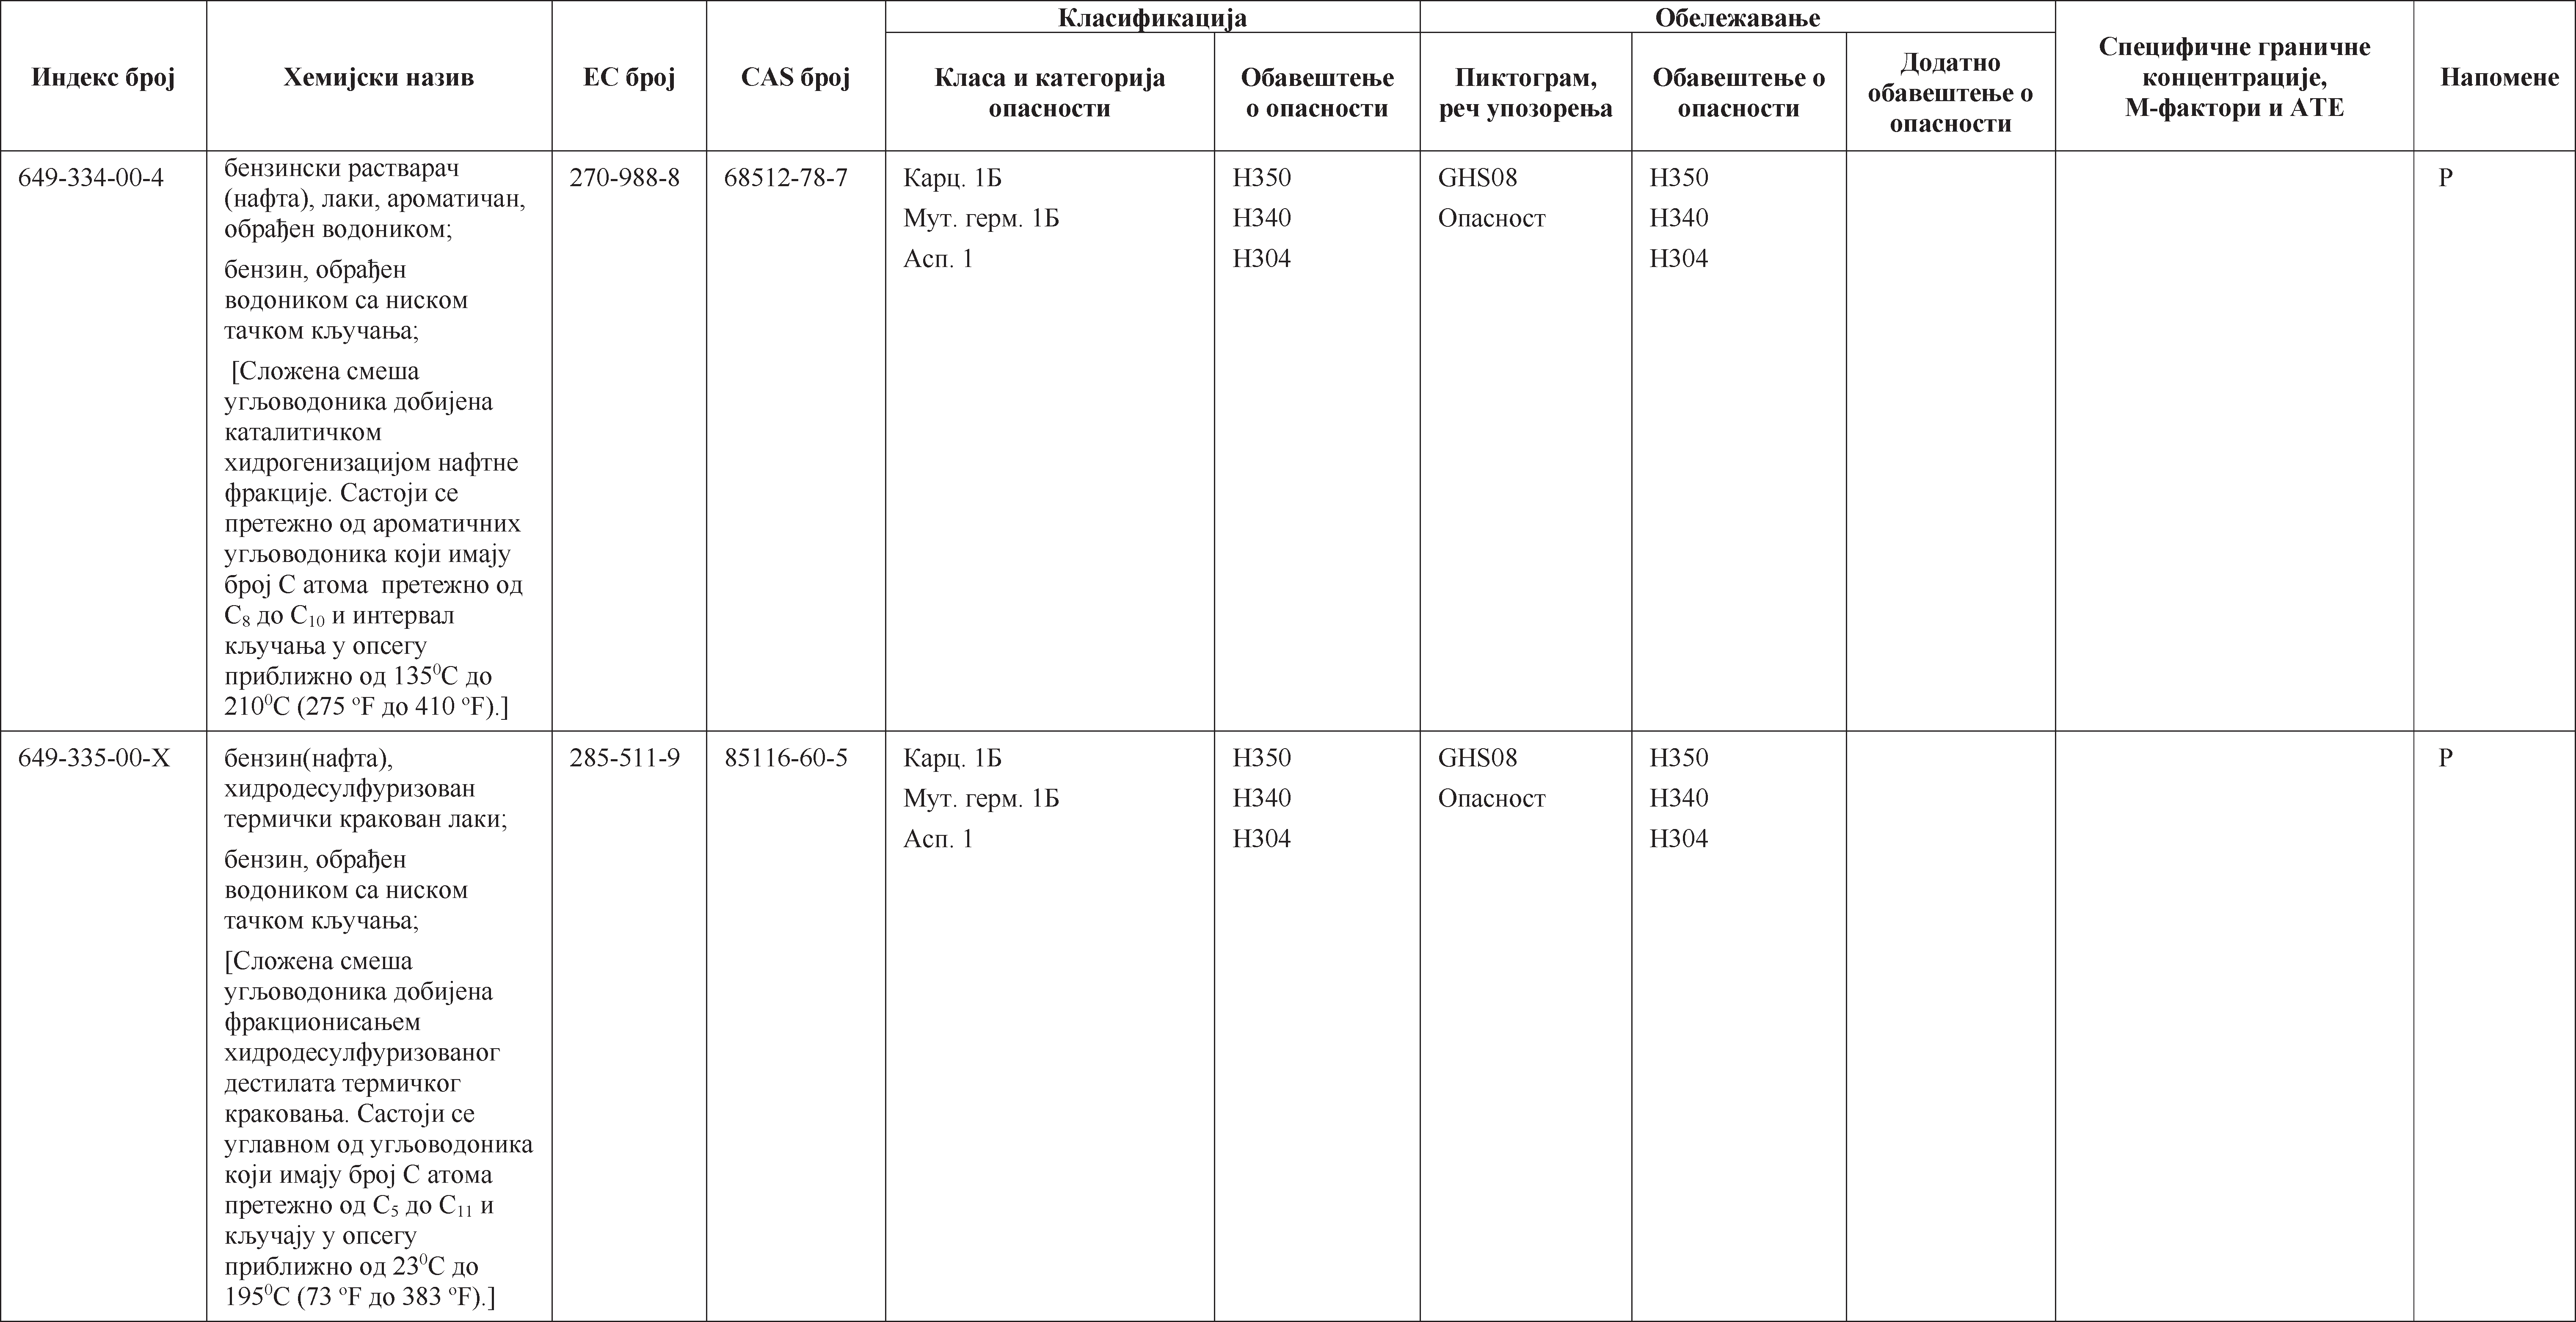 Индекс број
Хемијски назив
ЕС број
CAS број
Класификација
Класа и категорија
опасности
Обавештење
о опасности
Обележавање
Пиктограм,
реч упозорења
Обавештење о
опасности
Додатно
обавештење о
опасности
Специфичне граничне
концентрације,
М-фактори и АТЕ
Напомене
649-334-00-4
бензински растварач
(нафта), лаки, ароматичан,
обрађен водоником;
бензин, обрађен
водоником са ниском
тачком кључања;
[Сложена смеша
угљоводоника добијена
каталитичком
хидрогенизацијом нафтне
фракције. Састоји се
претежно од ароматичних
угљоводоника који имају
број С атома  претежно од
C₈ до C₁₀ и интервал
кључања у опсегу
приближно од 135⁰С до
210⁰С (275 ºF до 410 ºF).]
270-988-8
68512-78-7
Карц. 1Б
Мут. герм. 1Б
Асп. 1
H350
H340
H304
GHS08
Опасност
H350
H340
H304
P
649-335-00-X
бензин(нафта),
хидродесулфуризован
термички кракован лаки;
бензин, обрађен
водоником са ниском
тачком кључања;
[Сложена смеша
угљоводоника добијена
фракционисањем
хидродесулфуризованог
дестилата термичког
краковања. Састоји се
углавном од угљоводоника
који имају број С атома
претежно од C₅ до C₁₁ и
кључају у опсегу
приближно од 23⁰С до
195⁰С (73 ºF до 383 ºF).]
285-511-9
85116-60-5
Карц. 1Б
Мут. герм. 1Б
Асп. 1
H350
H340
H304
GHS08
Опасност
H350
H340
H304
P